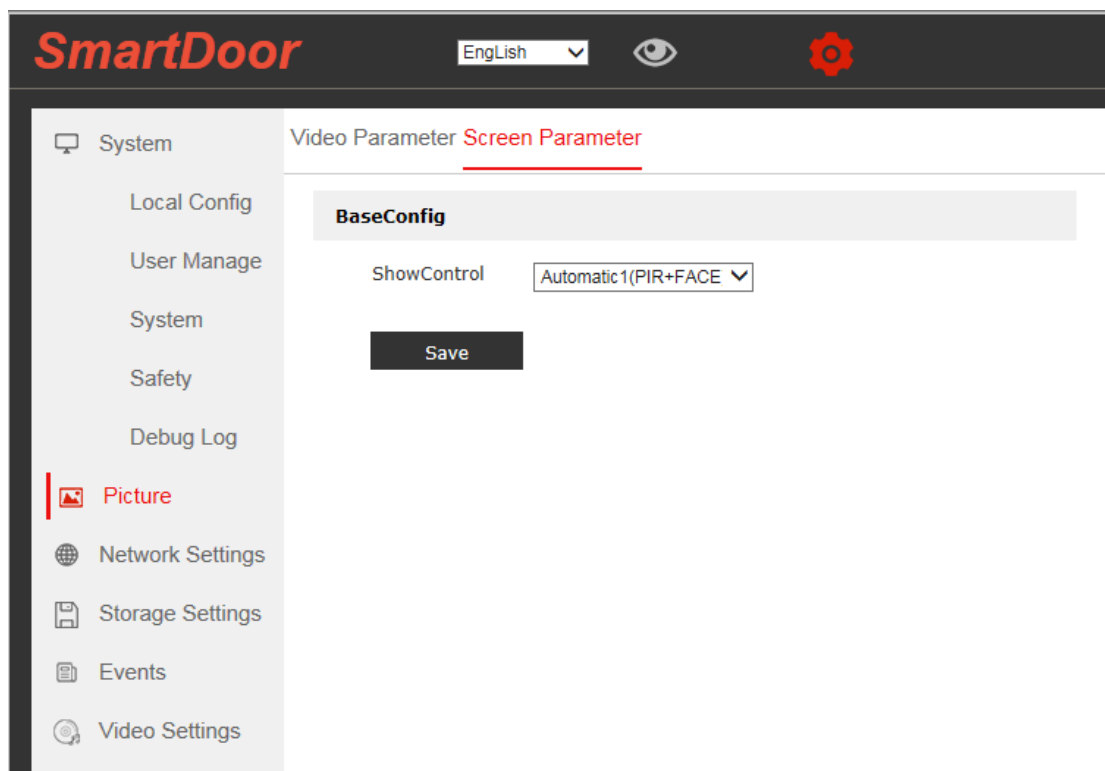 SmartDoor
EngLish
System
Local Config
User Manage
System
Safety
Debug Log
Picture
Network Settings
Storage Settings
Events
Video Settings
Video Parameter Screen Parameter
BaseConfig
ShowControl Automatic1(PIR+FACE
Save